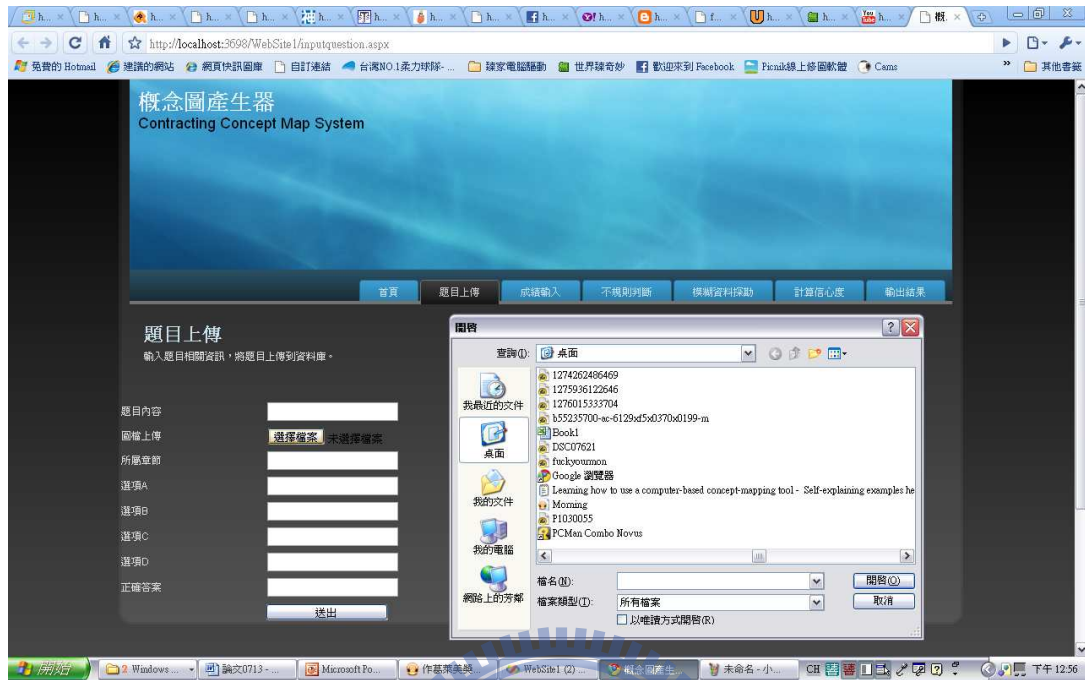 h... h... h... h... h... h... h... h... h... h... h... h... f... h... h... h... 概.
http://localhost:3698/WebSite1/inputquestion.aspx
免費的 Hotmail 建議的網站 網頁快訊圖庫 自訂連結 台灣NO.1柔力球隊-... 臻家電腦驅動 世界臻奇妙 歡迎來到 Facebook Picnik線上修圖軟體 Cams » 其他書籤
概念圖產生器
Contracting Concept Map System
首頁 題目上傳 成績輸入 不規則判斷 模糊資料探勘 計算信心度 輸出結果
題目上傳
輸入題目相關資訊，將題目上傳到資料庫。
題目內容
圖檔上傳 選擇檔案 未選擇檔案
所屬章節
選項A
選項B
選項C
選項D
正確答案
送出
開啓
查詢(I): 桌面
我最近的文件
桌面
我的文件
我的電腦
網路上的芳鄰
1274262486469
1275936122646
1276015333704
b55235700-ac-6129xf5x0370x0199-m
Book1
DSC07621
fuckyourmon
Google 瀏覽器
Learning how to use a computer-based concept-mapping tool - Self-explaining examples he
Morning
P1030055
PCMan Combo Novus
檔名(N): 開啓(O)
檔案類型(T): 所有檔案 取消
以唯讀方式開啓(R)
開始 2 Windows ... 論文0713 - ... Microsoft Po... WebSite1 (2) ... 概念圖產生... 未命名 - 小... CH 下午 12:56